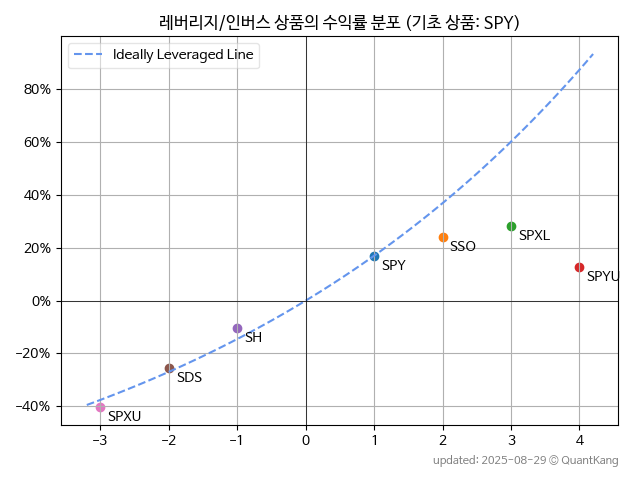 레버리지/인버스 상품의 수익률 분포 (기초 상품: SPY)
Ideally Leveraged Line
80%
60%
40%
20%
0%
−20%
−40%
SPY
SSO
SPXL
SPYU
SH
SDS
SPXU
−3 −2 −1 0 1 2 3 4
updated: 2025-08-29 © QuantKang